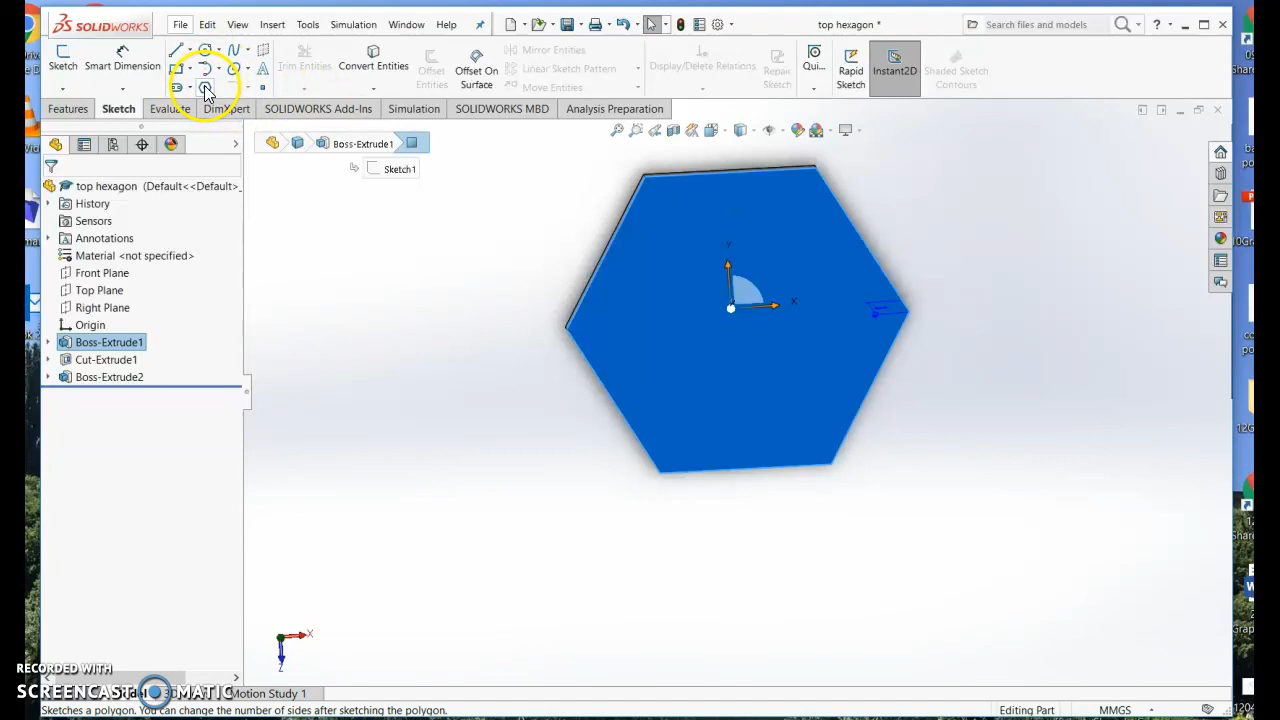 SOLIDWORKS
File Edit View Insert Tools Simulation Window Help
top hexagon *
Search files and models
Sketch
Smart Dimension
Trim Entities
Convert Entities
Offset Entities
Offset On Surface
Mirror Entities
Linear Sketch Pattern
Move Entities
Display/Delete Relations
Repair Sketch
Qui...
Rapid Sketch
Instant2D
Shaded Sketch Contours
Features Sketch Evaluate DimXpert SOLIDWORKS Add-Ins Simulation SOLIDWORKS MBD Analysis Preparation
Boss-Extrude1
Sketch1
top hexagon (Default<<Default>_
History
Sensors
Annotations
Material <not specified>
Front Plane
Top Plane
Right Plane
Origin
Boss-Extrude1
Cut-Extrude1
Boss-Extrude2
Y
X
X
Z
RECORDED WITH
SCREENCAST MATIC
Motion Study 1
Sketches a polygon. You can change the number of sides after sketching the polygon.
Editing Part
MMGS